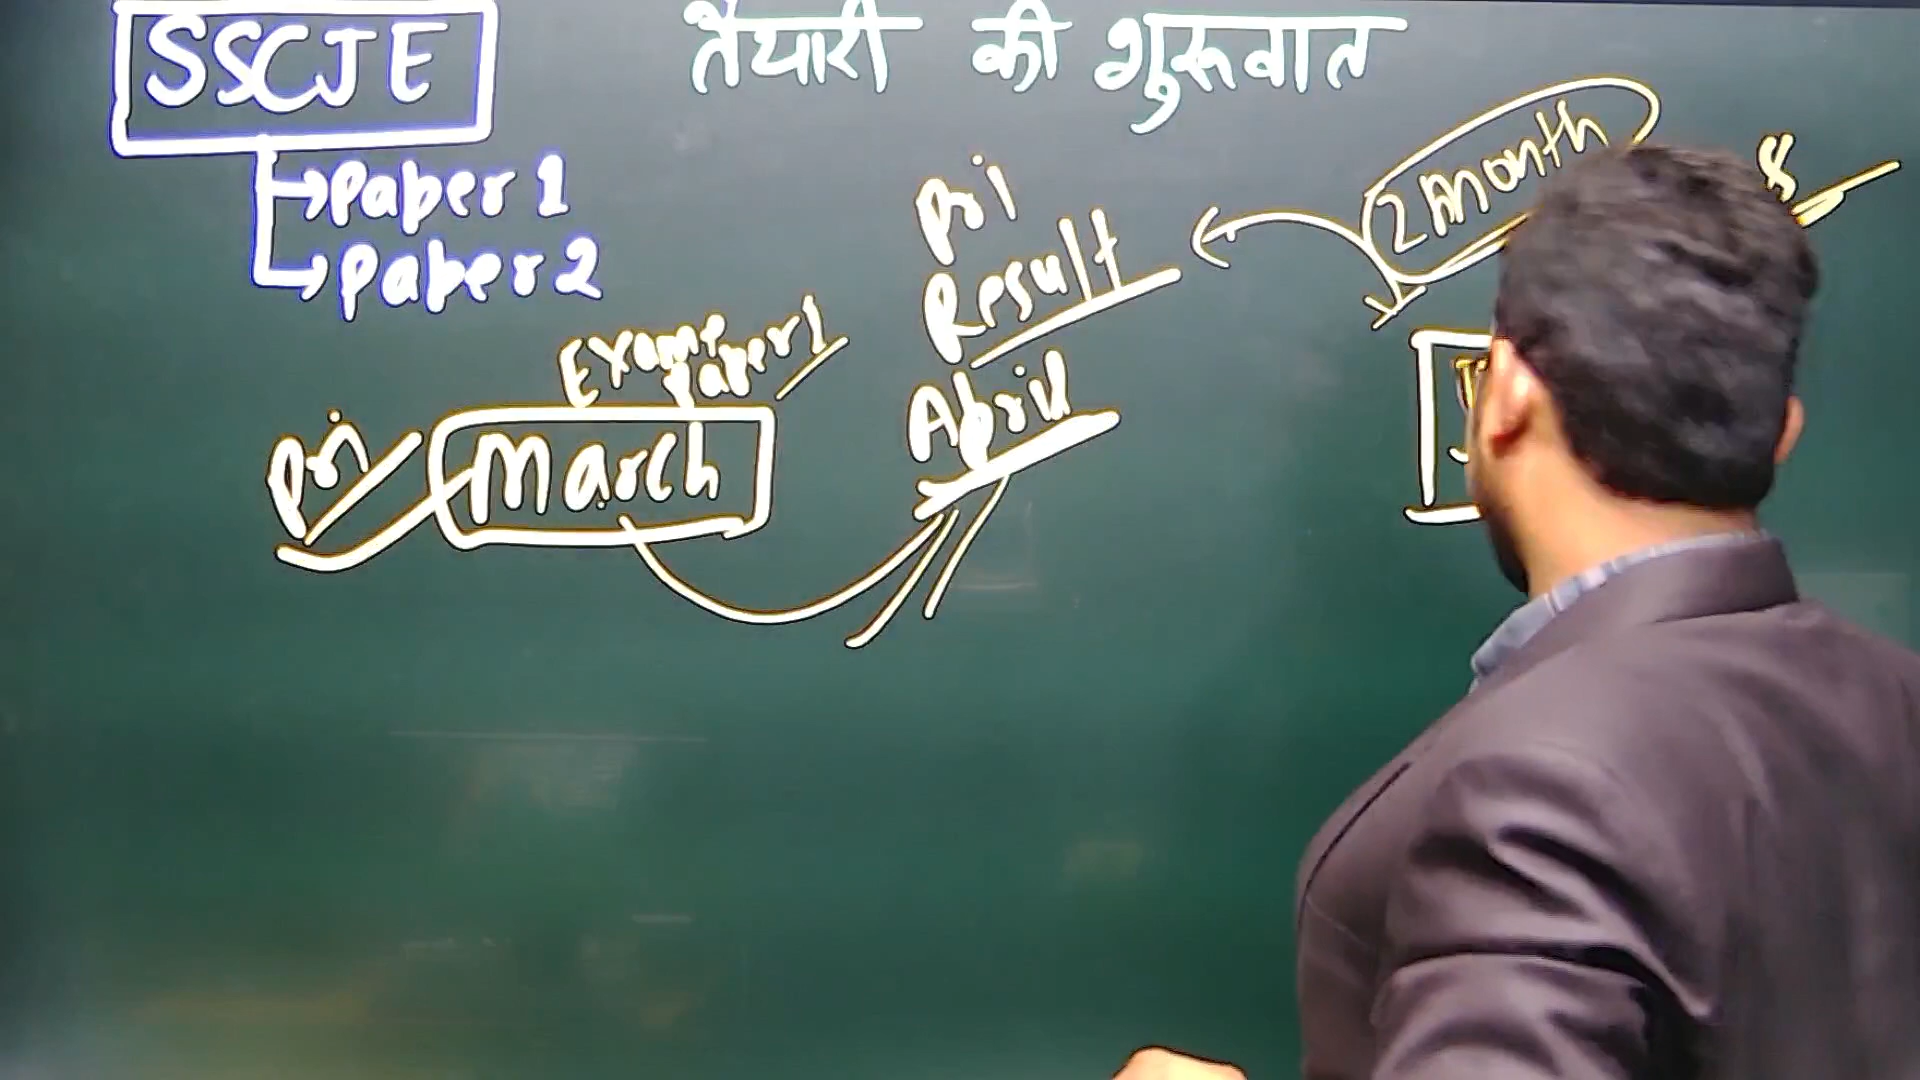 SSCJE
तैयारी की शुरूवात
Paper 1
Paper 2
Pri
Result
April
2 month
Exam
Paper 1
Pri
March